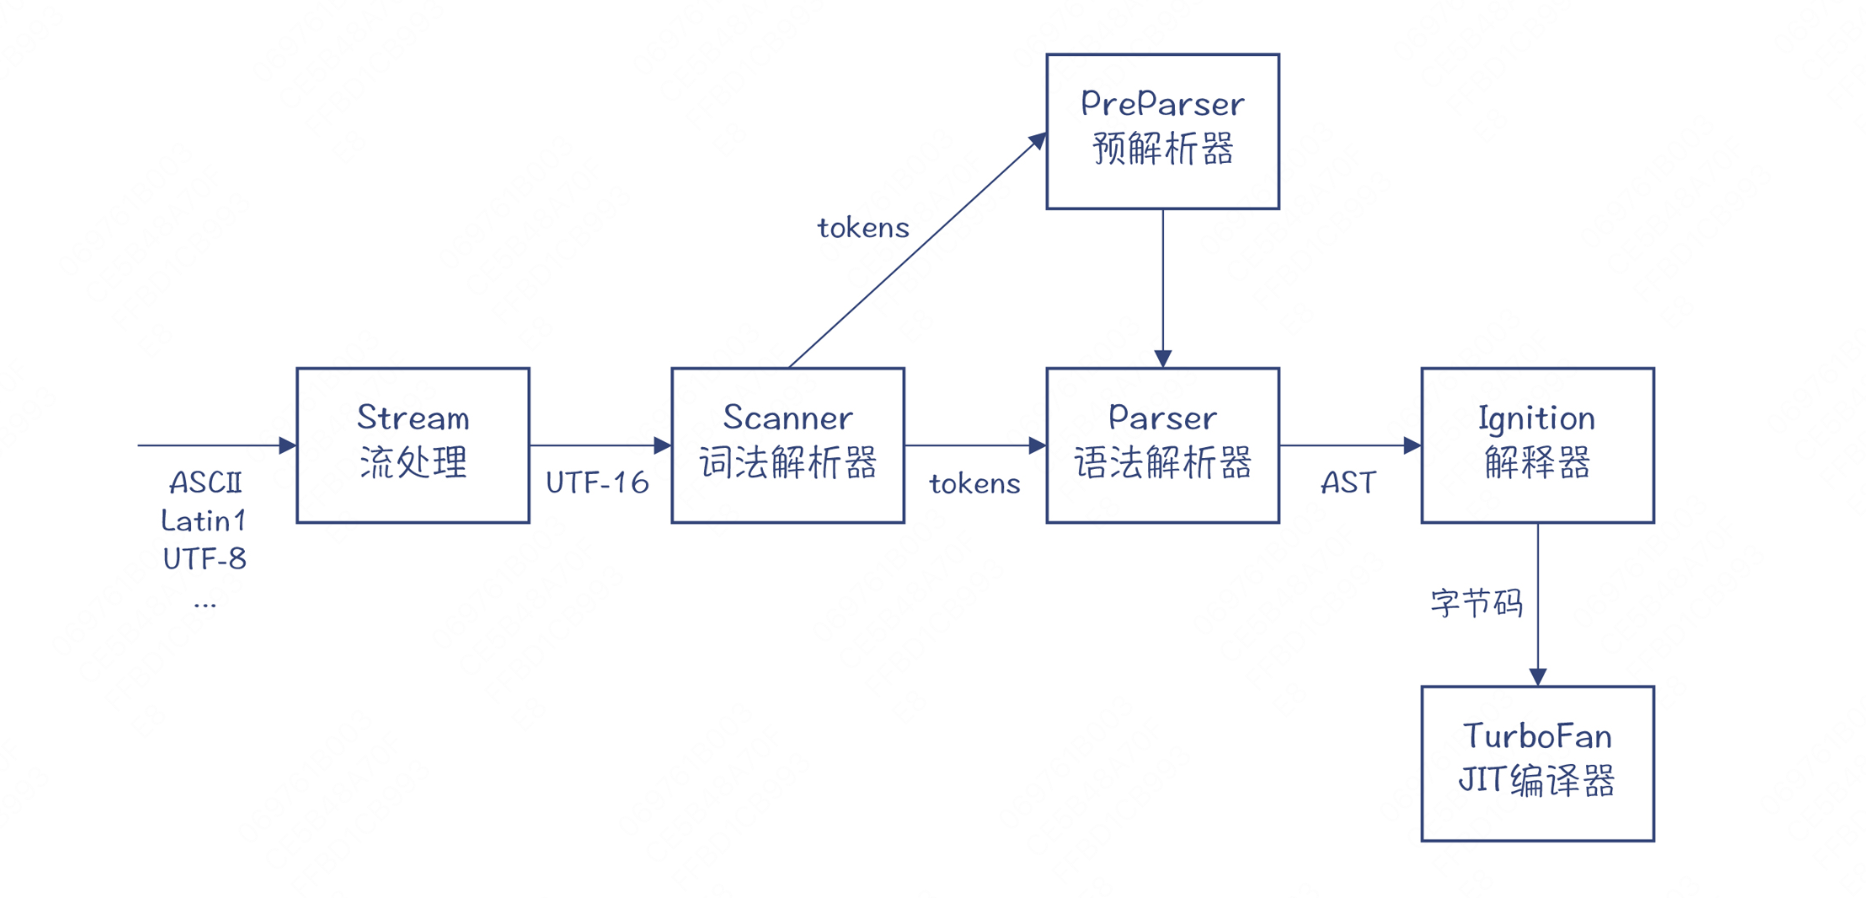 PreParser
预解析器
tokens
Stream
流处理
Scanner
词法解析器
Parser
语法解析器
Ignition
解释器
ASCII
Latin1
UTF-8
...
UTF-16
tokens
AST
字节码
TurboFan
JIT编译器